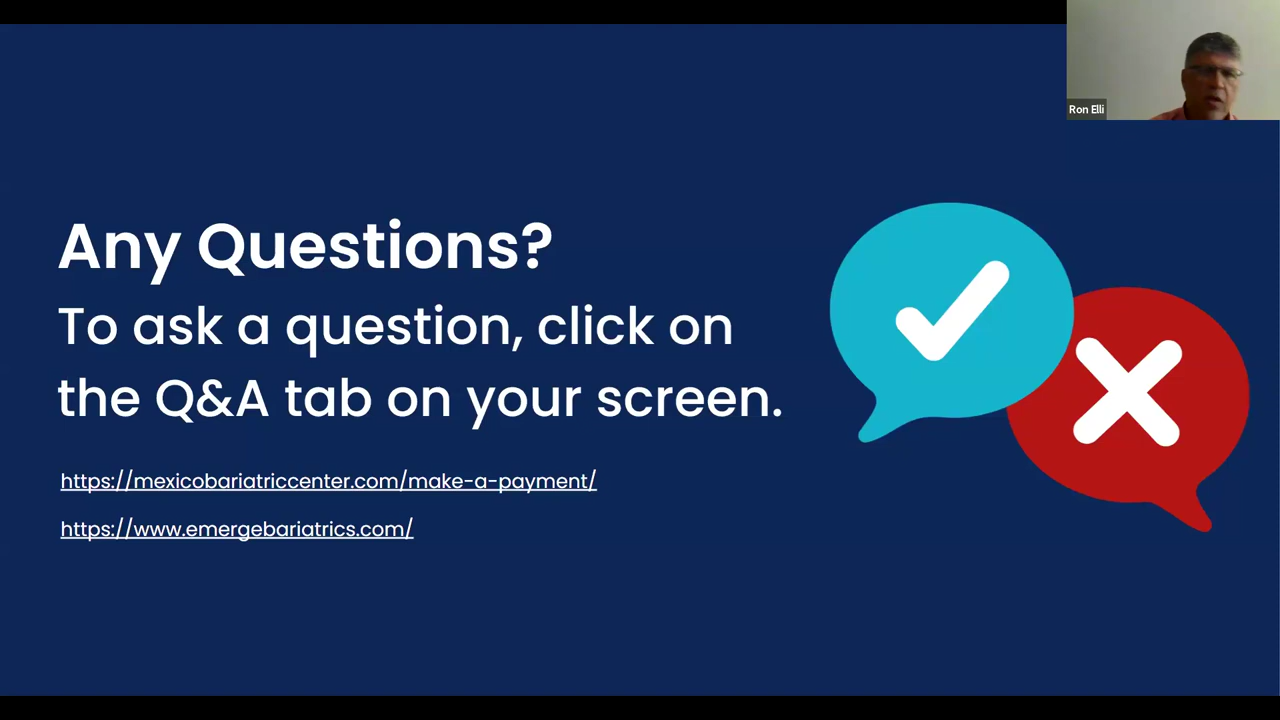 Ron Elli
Any Questions?
To ask a question, click on
the Q&A tab on your screen.
https://mexicobariatriccenter.com/make-a-payment/
https://www.emergebariatrics.com/